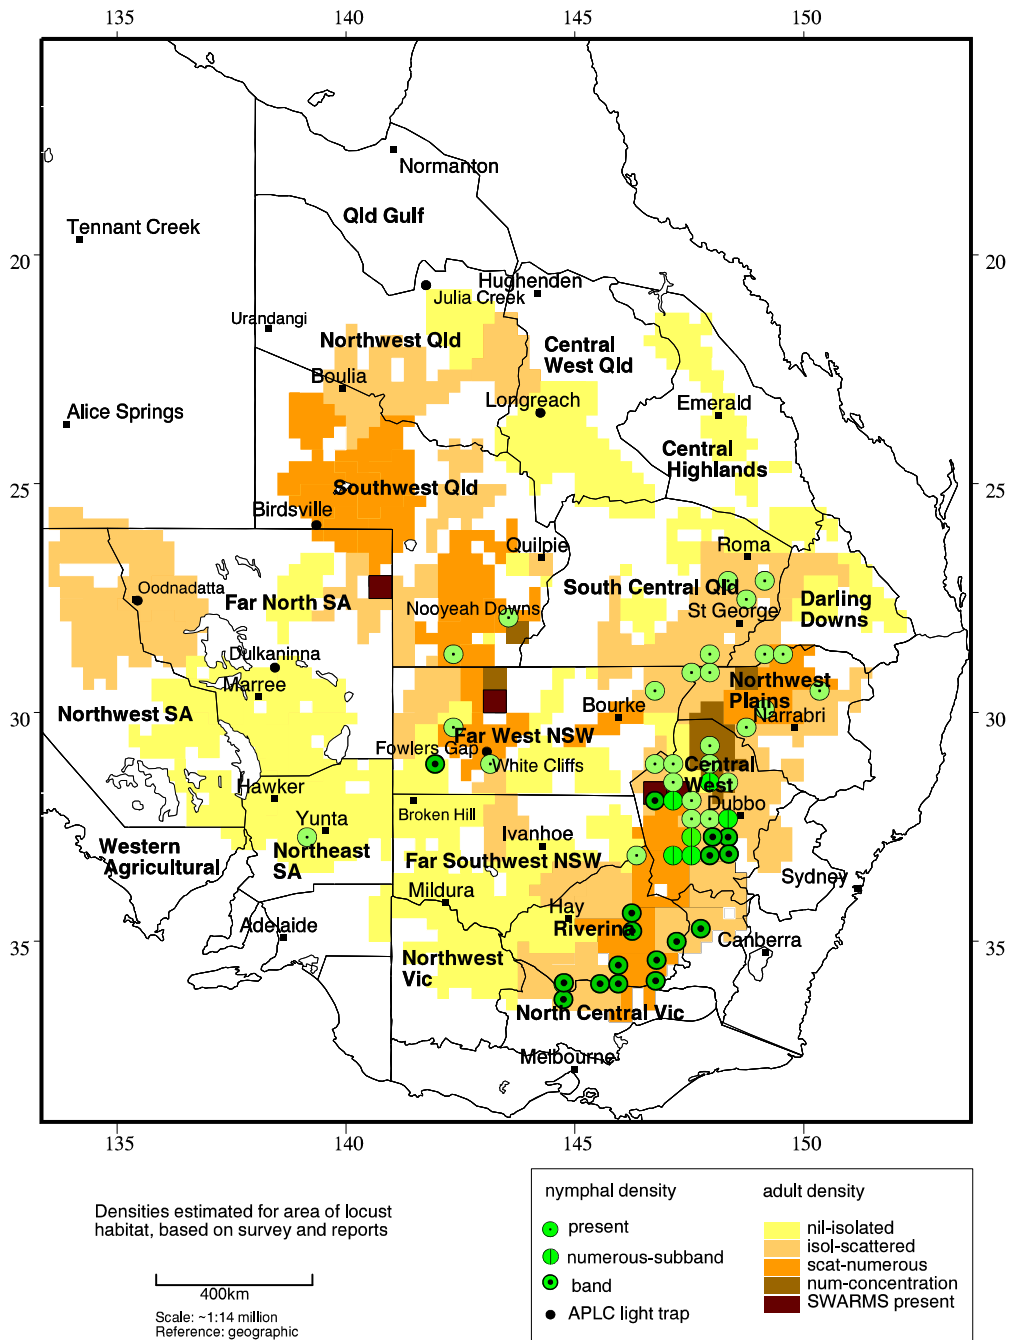 135
140
145
150
Normanton
Qld Gulf
Tennant Creek
20
20
Hughenden
Julia Creek
Urandangi
Northwest Qld
Central
West Qld
Boulia
Longreach
Emerald
Alice Springs
Central
Highlands
25
Southwest Qld
25
Birdsville
Quilpie
Roma
Oodnadatta
Far North SA
South Central Qld
Nooyeah Downs
St George
Darling
Downs
Dulkaninna
Marree
Northwest
Plains
Northwest SA
30
Bourke
Narrabri
30
Far West NSW
Fowlers Gap
White Cliffs
Central
West
Hawker
Broken Hill
Dubbo
Yunta
Ivanhoe
Western
Agricultural
Northeast
SA
Far Southwest NSW
Sydney
Mildura
Hay
Adelaide
Riverina
Canberra
35
35
Northwest
Vic
North Central Vic
Melbourne
135
140
145
150
Densities estimated for area of locust
habitat, based on survey and reports
400km
Scale: ~1:14 million
Reference: geographic
nymphal density
present
numerous-subband
band
APLC light trap
adult density
nil-isolated
isol-scattered
scat-numerous
num-concentration
SWARMS present